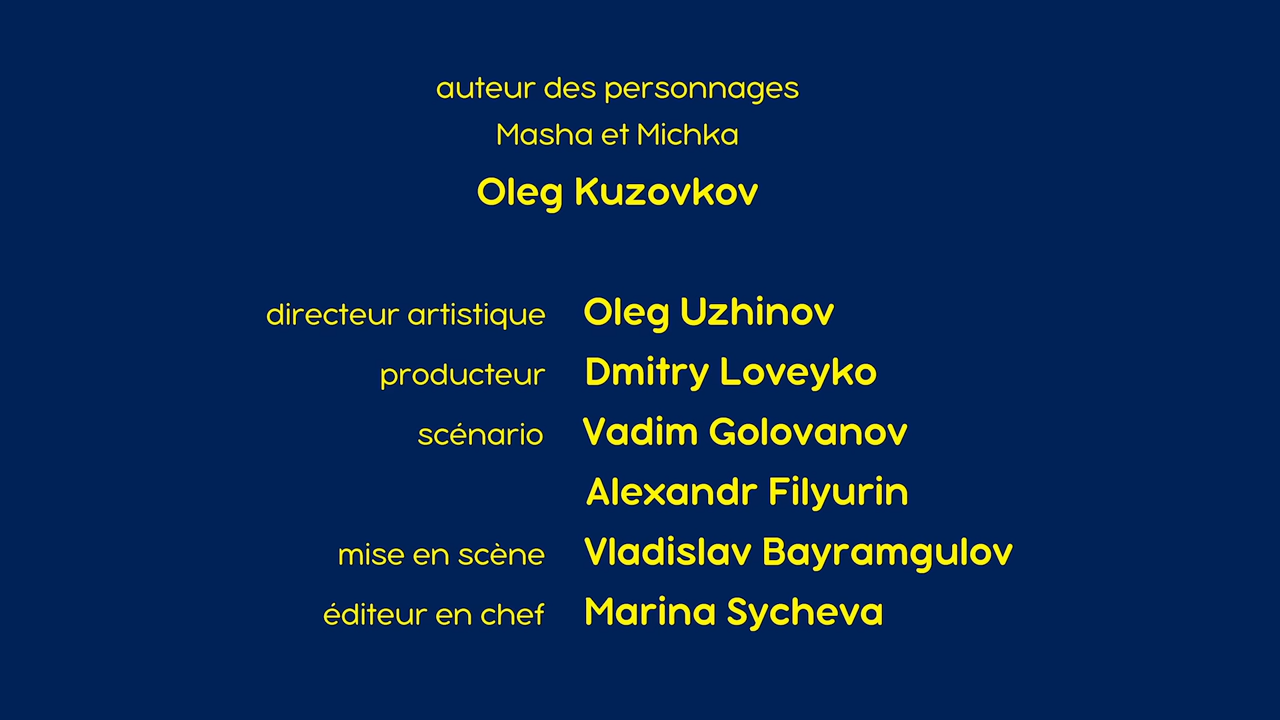 auteur des personnages
Masha et Michka
Oleg Kuzovkov
directeur artistique Oleg Uzhinov
producteur Dmitry Loveyko
scénario Vadim Golovanov
Alexandr Filyurin
mise en scène Vladislav Bayramgulov
éditeur en chef Marina Sycheva